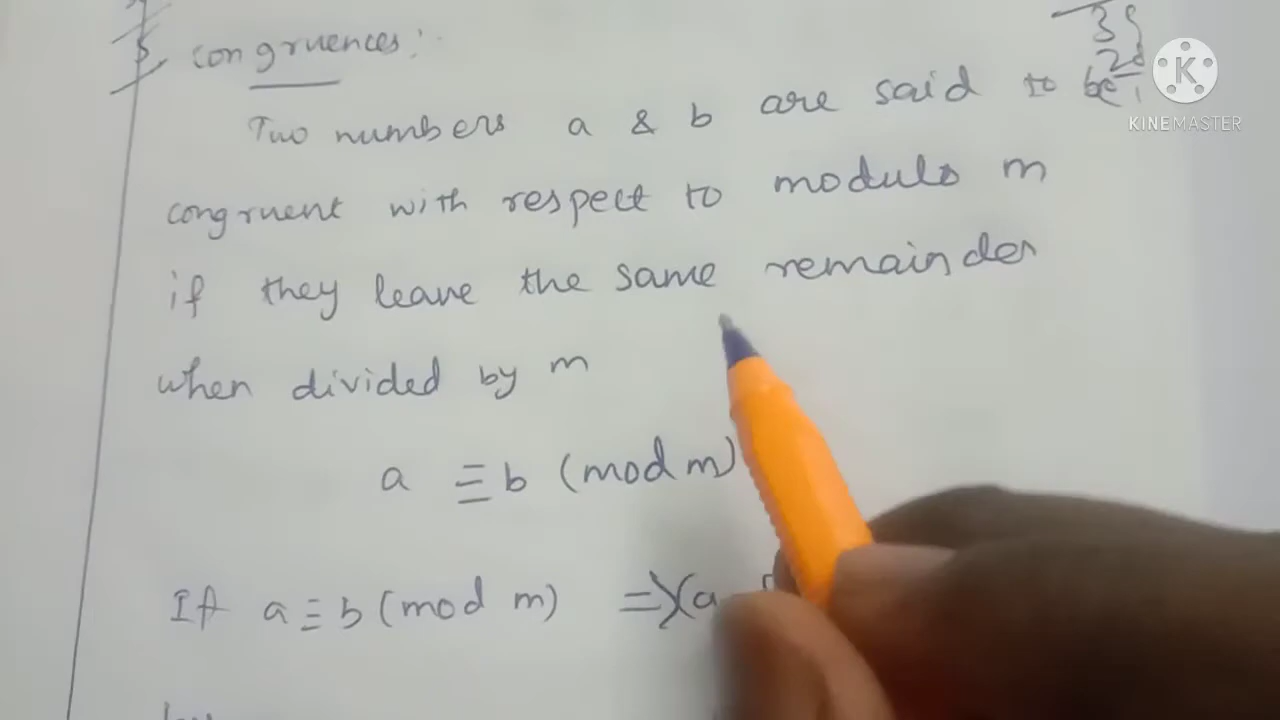 congruences:-
Two numbers a & b are said to be
congruent with respect to modulo m
if they leave the same remainder
when divided by m
a ≡ b (mod m)
If a ≡ b (mod m) => (a
KINEMASTER